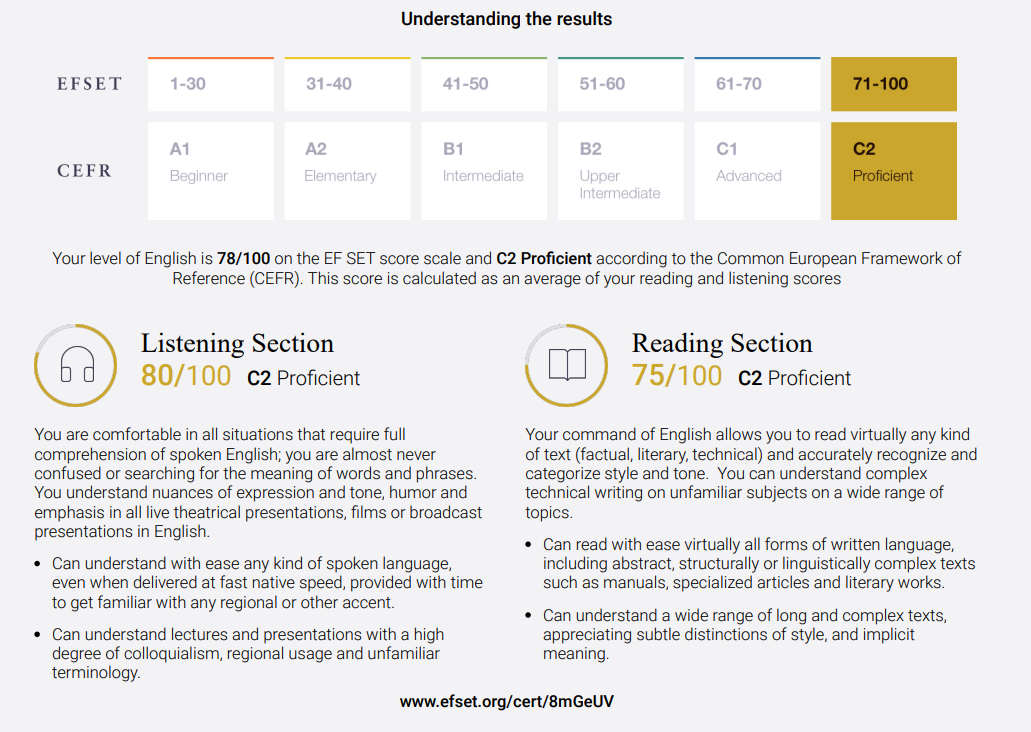 Understanding the results
EFSET 1-30 31-40 41-50 51-60 61-70 71-100
CEFR
A1 A2 B1 B2 C1 C2
Beginner Elementary Intermediate Upper Intermediate Advanced Proficient
Your level of English is 78/100 on the EF SET score scale and C2 Proficient according to the Common European Framework of
Reference (CEFR). This score is calculated as an average of your reading and listening scores
Listening Section
80/100 C2 Proficient
You are comfortable in all situations that require full
comprehension of spoken English; you are almost never
confused or searching for the meaning of words and phrases.
You understand nuances of expression and tone, humor and
emphasis in all live theatrical presentations, films or broadcast
presentations in English.
• Can understand with ease any kind of spoken language,
even when delivered at fast native speed, provided with time
to get familiar with any regional or other accent.
• Can understand lectures and presentations with a high
degree of colloquialism, regional usage and unfamiliar
terminology.
Reading Section
75/100 C2 Proficient
Your command of English allows you to read virtually any kind
of text (factual, literary, technical) and accurately recognize and
categorize style and tone.  You can understand complex
technical writing on unfamiliar subjects on a wide range of
topics.
• Can read with ease virtually all forms of written language,
including abstract, structurally or linguistically complex texts
such as manuals, specialized articles and literary works.
• Can understand a wide range of long and complex texts,
appreciating subtle distinctions of style, and implicit
meaning.
www.efset.org/cert/8mGeUV